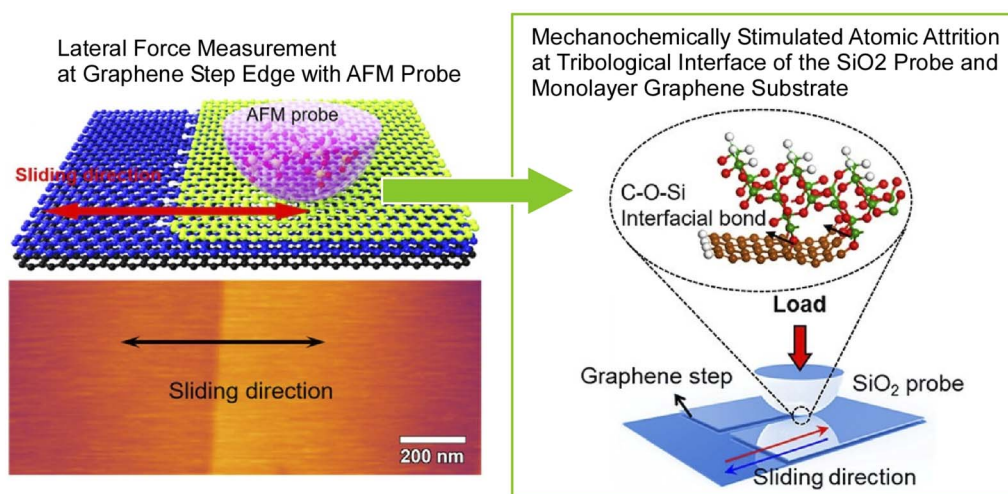 Lateral Force Measurement
at Graphene Step Edge with AFM Probe
AFM probe
Sliding direction
Sliding direction
200 nm
Mechanochemically Stimulated Atomic Attrition
at Tribological Interface of the SiO2 Probe and
Monolayer Graphene Substrate
C-O-Si
Interfacial bond
Load
Graphene step
SiO₂ probe
Sliding direction